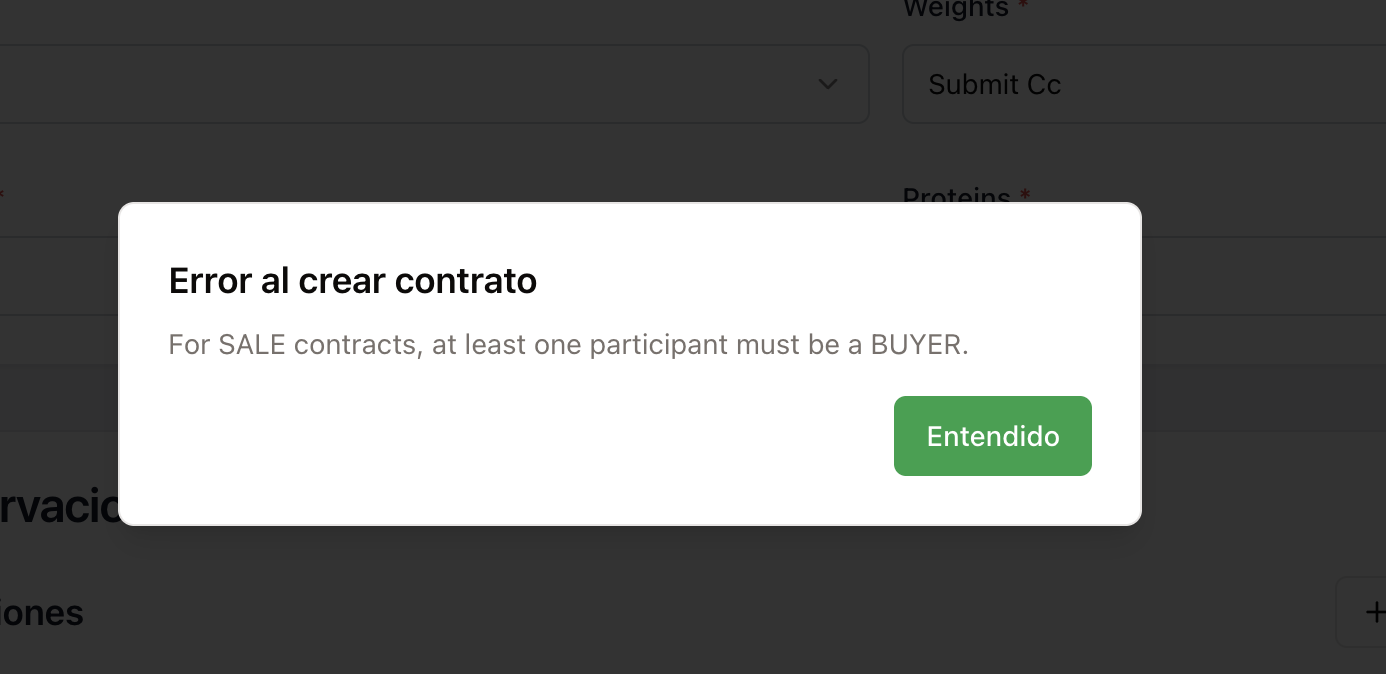 Weights *
Submit Cc
*
Proteins *
Error al crear contrato
For SALE contracts, at least one participant must be a BUYER.
Entendido
rvacio
iones
+